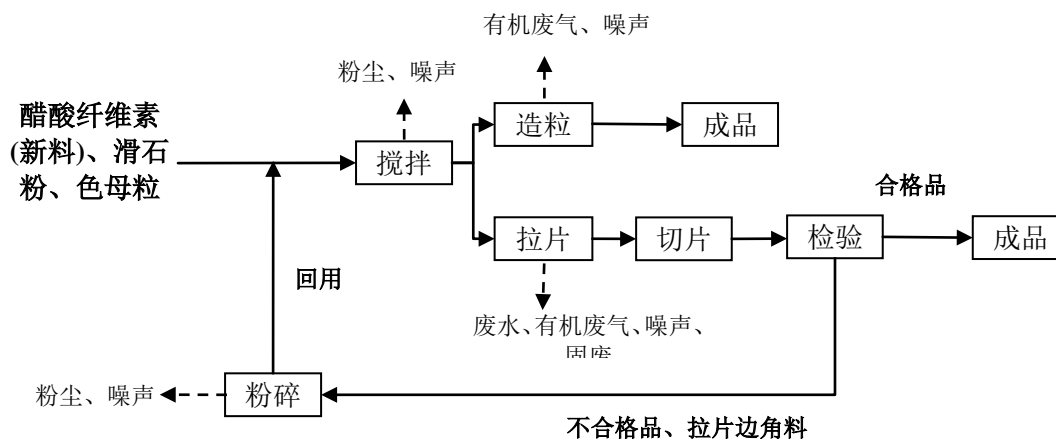 有机废气、噪声
粉尘、噪声
醋酸纤维素
(新料)、滑石
粉、色母粒
搅拌
造粒
成品
合格品
拉片
切片
检验
成品
回用
废水、有机废气、噪声、
固废
粉尘、噪声
粉碎
不合格品、拉片边角料